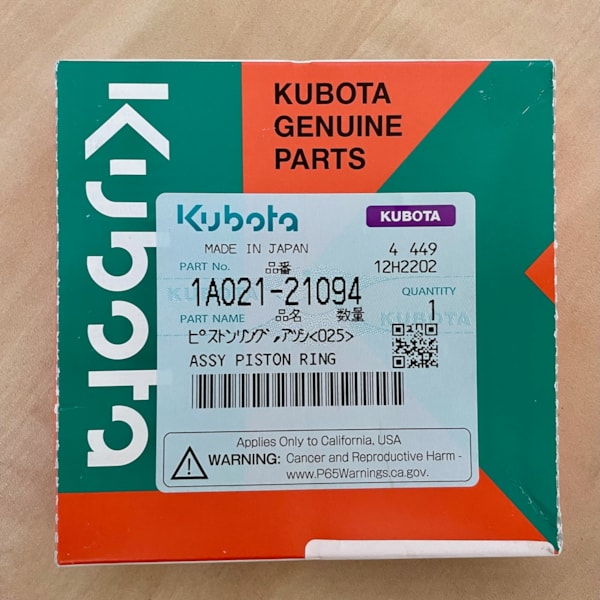 Kubota
KUBOTA
GENUINE
PARTS
Kubota KUBOTA
MADE IN JAPAN 4 449
PART No. 品番 12H2202
1A021-21094 QUANTITY
PART NAME 品名 数量 1
ピストンリング,アツシ<025>
ASSY PISTON RING
KUBOTA
Applies Only to California, USA
WARNING: Cancer and Reproductive Harm -
www.P65Warnings.ca.gov.